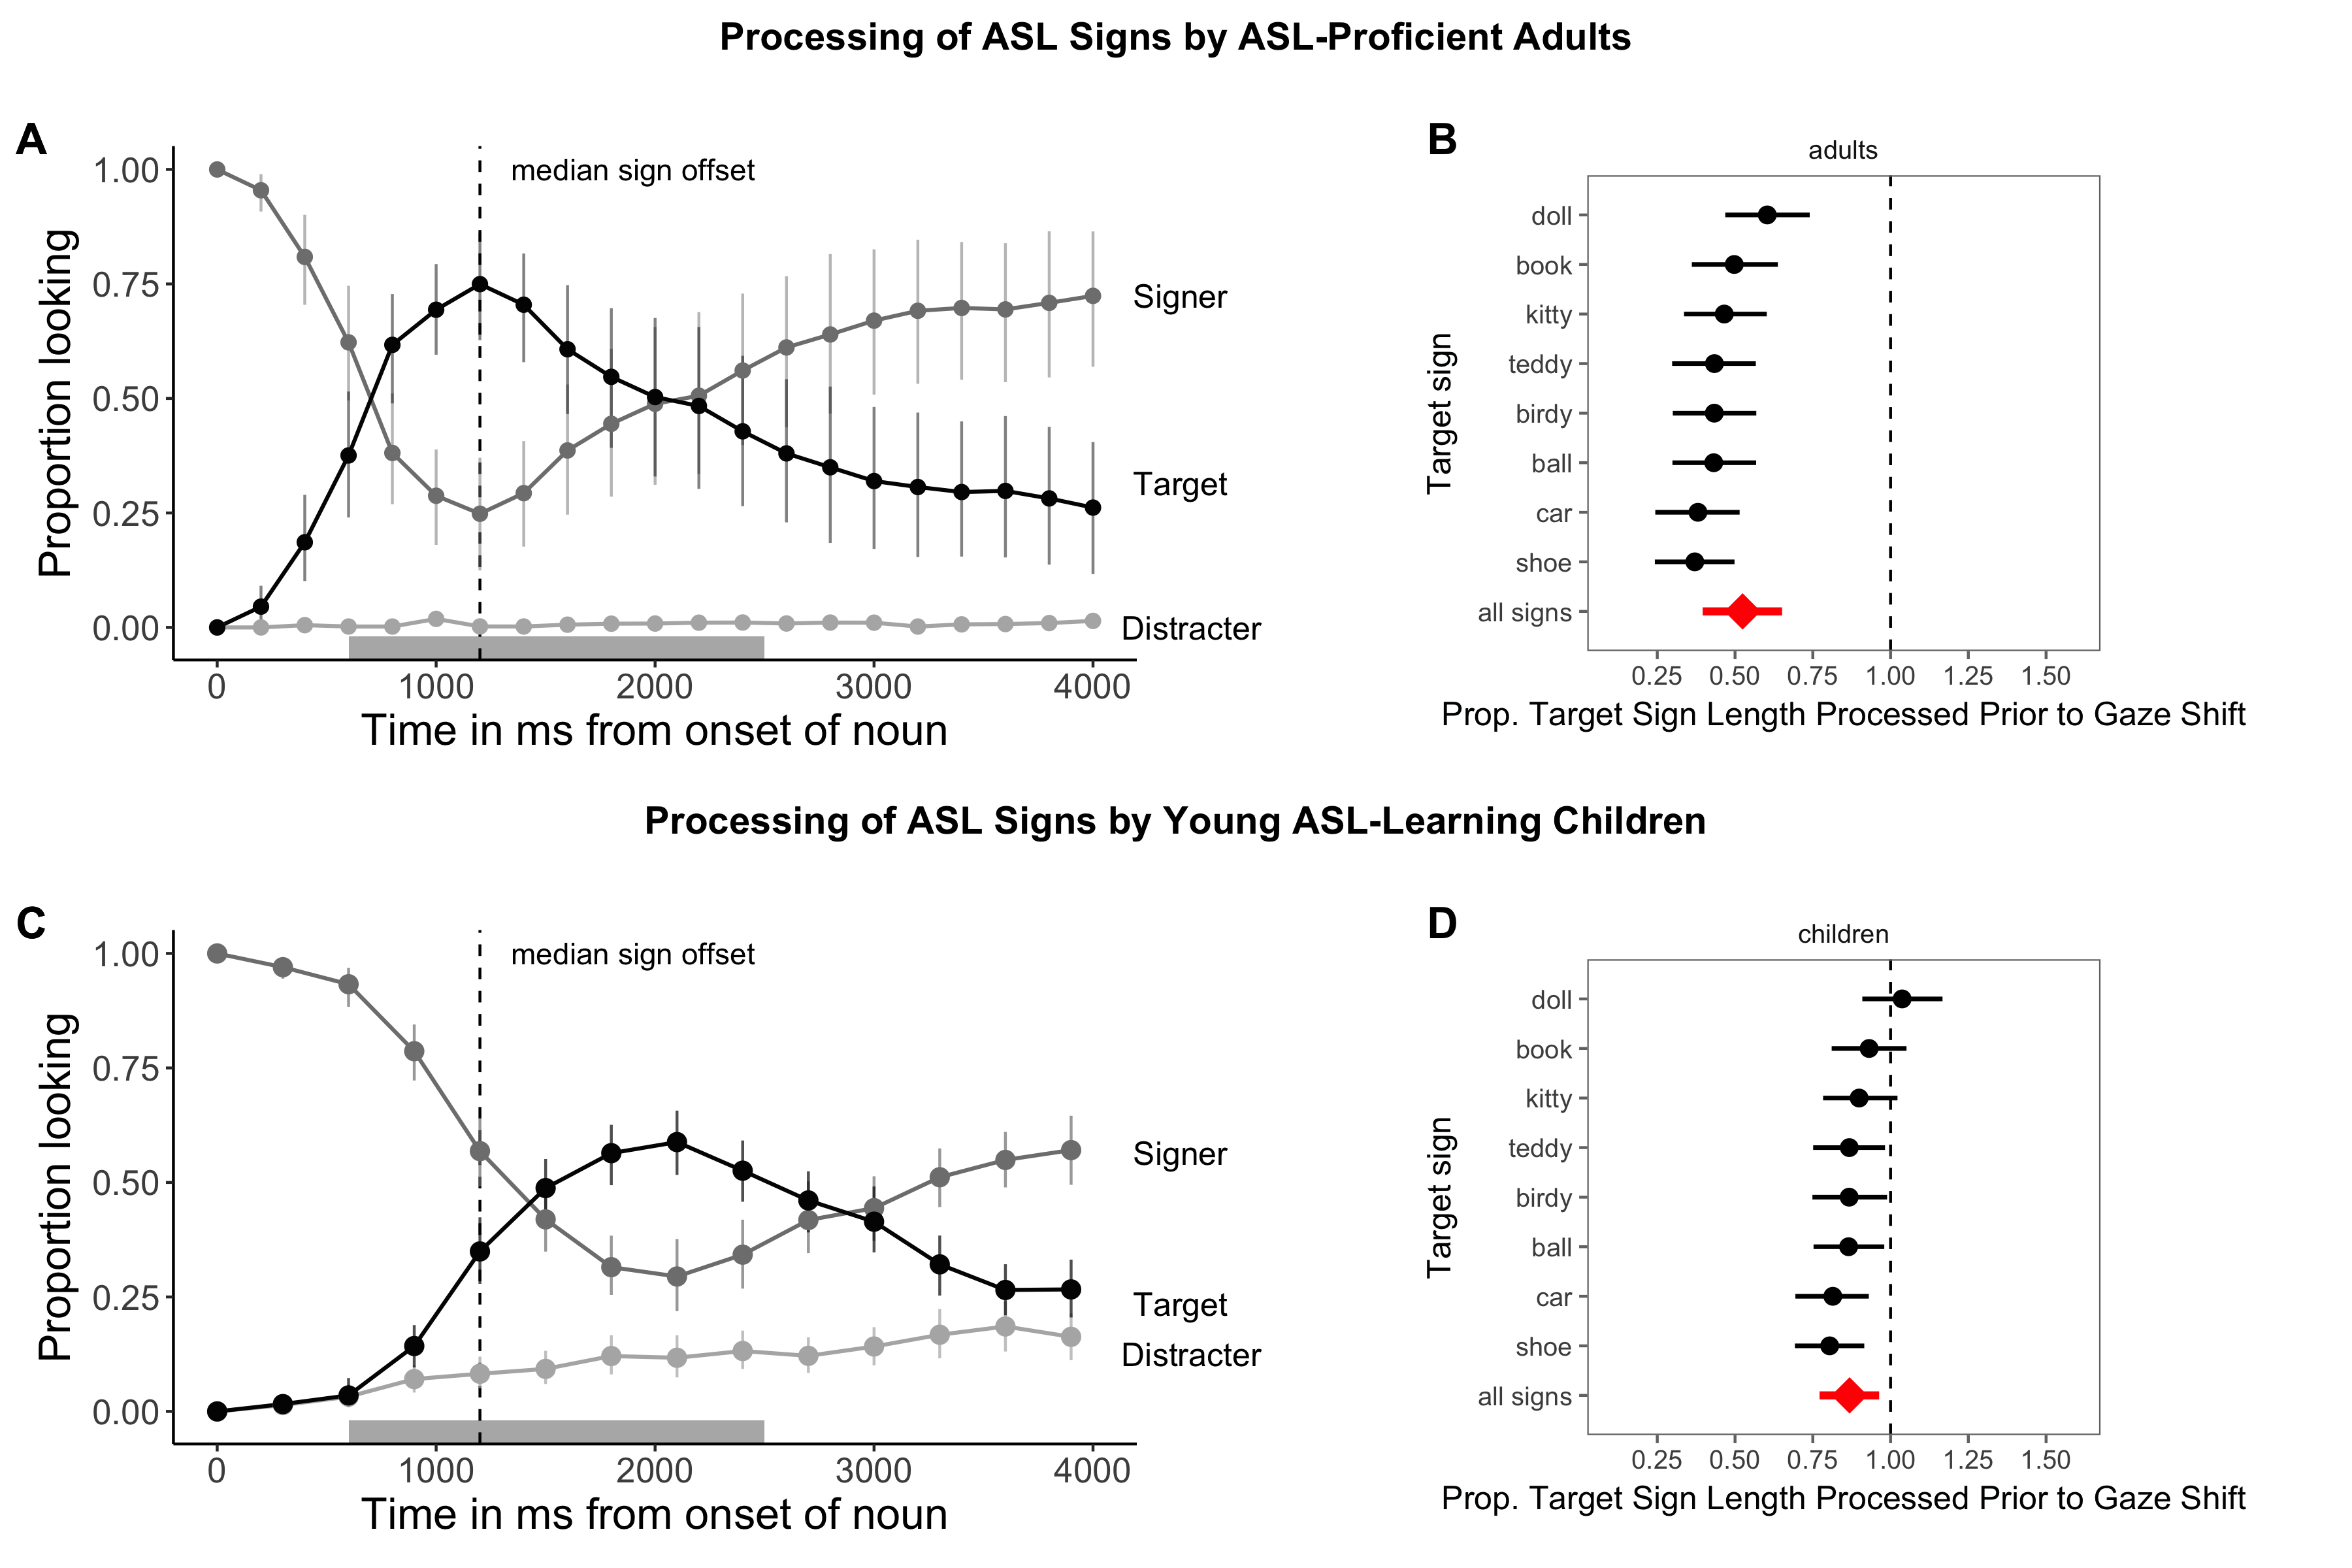 Processing of ASL Signs by ASL-Proficient Adults
A
1.00
0.75
0.50
0.25
0.00
Proportion looking
median sign offset
Signer
Target
Distracter
0 1000 2000 3000 4000
Time in ms from onset of noun
B
adults
Target sign
doll
book
kitty
teddy
birdy
ball
car
shoe
all signs
0.25 0.50 0.75 1.00 1.25 1.50
Prop. Target Sign Length Processed Prior to Gaze Shift
Processing of ASL Signs by Young ASL-Learning Children
C
1.00
0.75
0.50
0.25
0.00
Proportion looking
median sign offset
Signer
Target
Distracter
0 1000 2000 3000 4000
Time in ms from onset of noun
D
children
Target sign
doll
book
kitty
teddy
birdy
ball
car
shoe
all signs
0.25 0.50 0.75 1.00 1.25 1.50
Prop. Target Sign Length Processed Prior to Gaze Shift